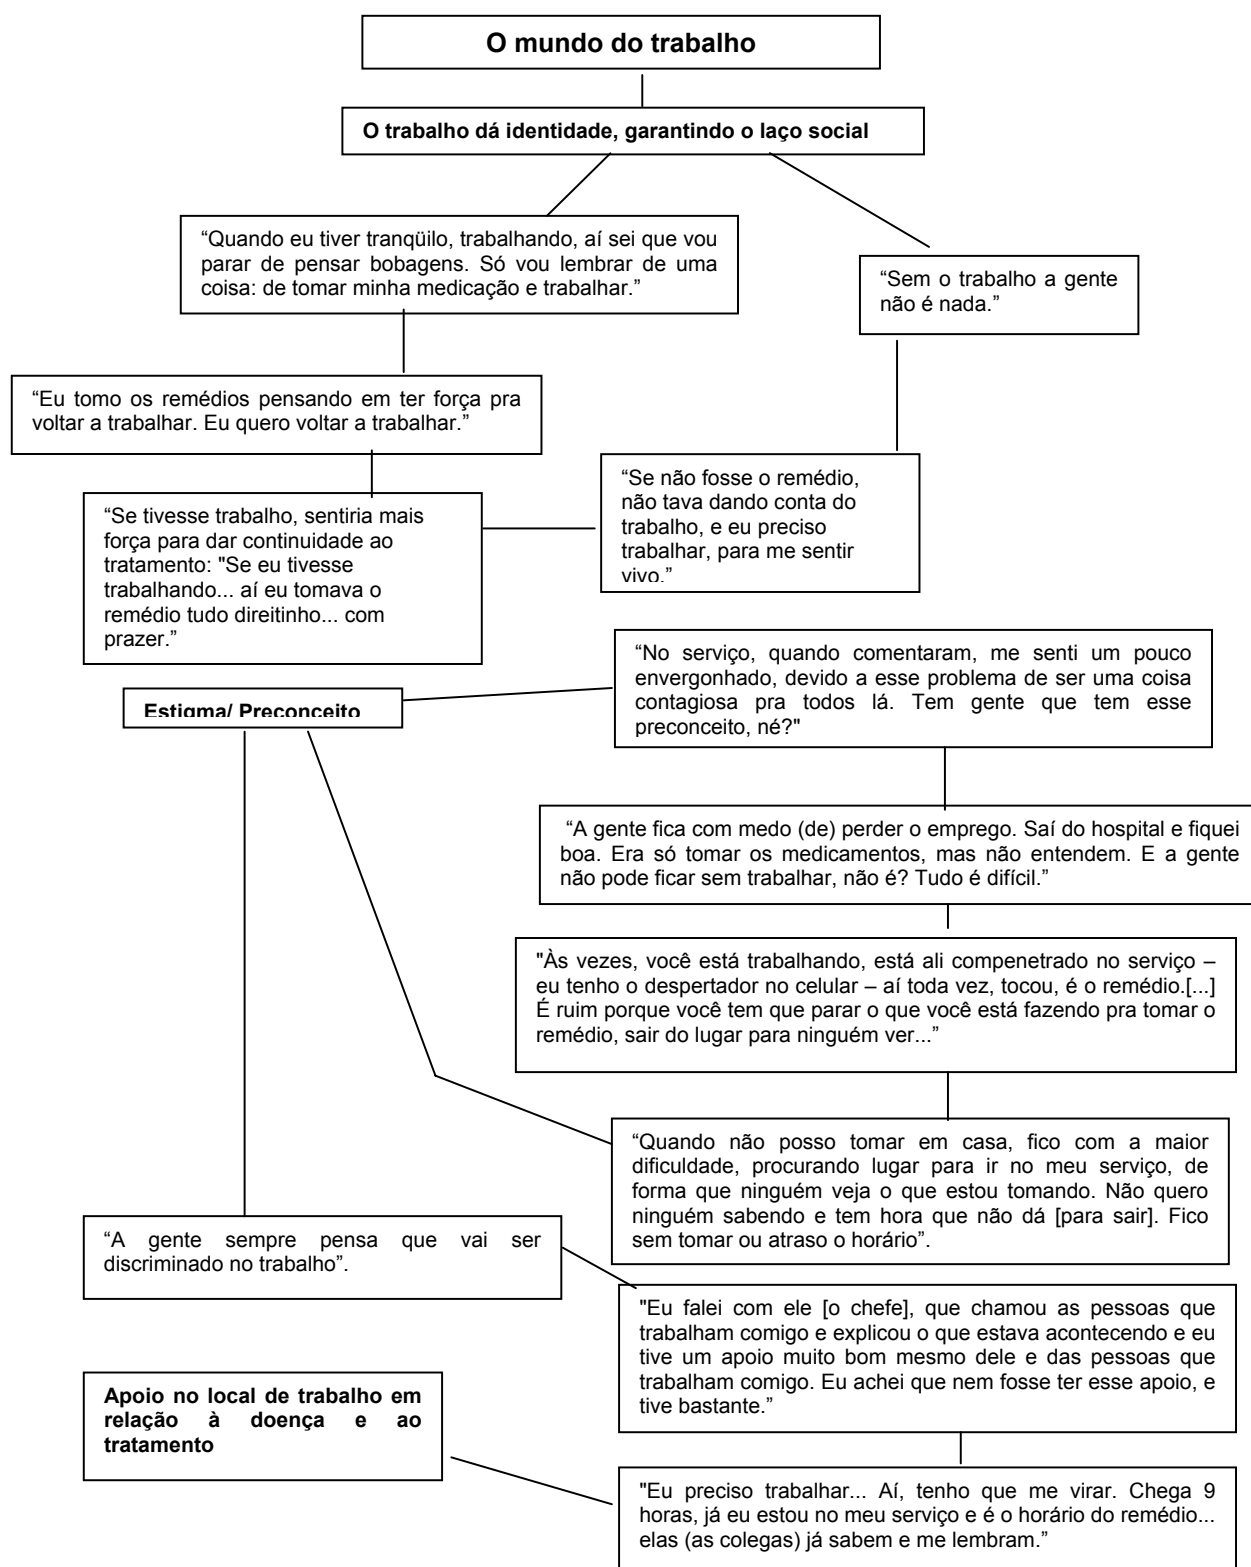 O mundo do trabalho
O trabalho dá identidade, garantindo o laço social
“Quando eu tiver tranqüilo, trabalhando, aí sei que vou
parar de pensar bobagens. Só vou lembrar de uma
coisa: de tomar minha medicação e trabalhar.”
“Sem o trabalho a gente
não é nada.”
“Eu tomo os remédios pensando em ter força pra
voltar a trabalhar. Eu quero voltar a trabalhar.”
“Se não fosse o remédio,
não tava dando conta do
trabalho, e eu preciso
trabalhar, para me sentir
vivo.”
“Se tivesse trabalho, sentiria mais
força para dar continuidade ao
tratamento: "Se eu tivesse
trabalhando... aí eu tomava o
remédio tudo direitinho... com
prazer.”
“No serviço, quando comentaram, me senti um pouco
envergonhado, devido a esse problema de ser uma coisa
contagiosa pra todos lá. Tem gente que tem esse
preconceito, né?"
Estigma/ Preconceito
“A gente fica com medo (de) perder o emprego. Saí do hospital e fiquei
boa. Era só tomar os medicamentos, mas não entendem. E a gente
não pode ficar sem trabalhar, não é? Tudo é difícil.”
"Às vezes, você está trabalhando, está ali compenetrado no serviço –
eu tenho o despertador no celular – aí toda vez, tocou, é o remédio.[...]
É ruim porque você tem que parar o que você está fazendo pra tomar o
remédio, sair do lugar para ninguém ver...”
“Quando não posso tomar em casa, fico com a maior
dificuldade, procurando lugar para ir no meu serviço, de
forma que ninguém veja o que estou tomando. Não quero
ninguém sabendo e tem hora que não dá [para sair]. Fico
sem tomar ou atraso o horário”.
“A gente sempre pensa que vai ser
discriminado no trabalho”.
"Eu falei com ele [o chefe], que chamou as pessoas que
trabalham comigo e explicou o que estava acontecendo e eu
tive um apoio muito bom mesmo dele e das pessoas que
trabalham comigo. Eu achei que nem fosse ter esse apoio, e
tive bastante.”
Apoio no local de trabalho em
relação à doença e ao
tratamento
"Eu preciso trabalhar... Aí, tenho que me virar. Chega 9
horas, já eu estou no meu serviço e é o horário do remédio...
elas (as colegas) já sabem e me lembram.”